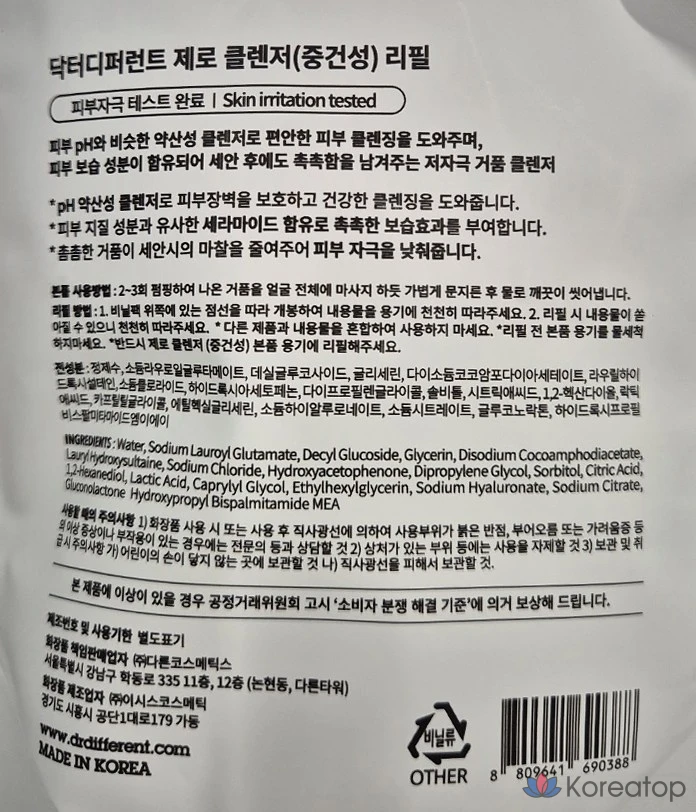 닥터디퍼런트 제로 클렌저(중건성) 리필
피부자극 테스트 완료 | Skin irritation tested
피부 pH와 비슷한 약산성 클렌저로 편안한 피부 클렌징을 도와주며,
피부 보습 성분이 함유되어 세안 후에도 촉촉함을 남겨주는 저자극 거품 클렌저
*pH 약산성 클렌저로 피부장벽을 보호하고 건강한 클렌징을 도와줍니다.
*피부 지질 성분과 유사한 세라마이드 함유로 촉촉한 보습효과를 부여합니다.
*촘촘한 거품이 세안시의 마찰을 줄여주어 피부 자극을 낮춰줍니다.
본품 사용방법 : 2~3회 펌핑하여 나온 거품을 얼굴 전체에 마사지 하듯 가볍게 문지른 후 물로 깨끗이 씻어냅니다.
리필 방법 : 1. 비닐팩 위쪽에 있는 점선을 따라 개봉하여 내용물을 용기에 천천히 따라주세요. 2. 리필 시 내용물이 쏟
아질 수 있으니 천천히 따라주세요. * 다른 제품과 내용물을 혼합하여 사용하지 마세요. *리필 전 본품 용기를 물세척
하지마세요. *반드시 제로 클렌저 (중건성) 본품 용기에 리필해주세요.
전성분 : 정제수, 소듐라우로일글루타메이트, 데실글루코사이드, 글리세린, 다이소듐코코암포다이아세테이트, 라우릴하이
드록시설테인, 소듐클로라이드, 하이드록시아세토페논, 다이프로필렌글라이콜, 솔비톨, 시트릭애씨드, 1,2-헥산다이올, 락틱
애씨드, 카프릴릴글라이콜, 에틸헥실글리세린, 소듐하이알루로네이트, 소듐시트레이트, 글루코노락톤, 하이드록시프로필
비스팔미타마이드엠이에이
INGREDIENTS : Water, Sodium Lauroyl Glutamate, Decyl Glucoside, Glycerin, Disodium Cocoamphodiacetate,
Lauryl Hydroxysultaine, Sodium Chloride, Hydroxyacetophenone, Dipropylene Glycol, Sorbitol, Citric Acid,
1,2-Hexanediol, Lactic Acid, Caprylyl Glycol, Ethylhexylglycerin, Sodium Hyaluronate, Sodium Citrate,
Gluconolactone Hydroxypropyl Bispalmitamide MEA
사용할 때의 주의사항 1) 화장품 사용 시 또는 사용 후 직사광선에 의하여 사용부위가 붉은 반점, 부어오름 또는 가려움증 등
의 이상 증상이나 부작용이 있는 경우에는 전문의 등과 상담할 것 2) 상처가 있는 부위 등에는 사용을 자제할 것 3) 보관 및 취
급 시 주의사항 가) 어린이의 손이 닿지 않는 곳에 보관할 것 나) 직사광선을 피해서 보관할 것.
본 제품에 이상이 있을 경우 공정거래위원회 고시 '소비자 분쟁 해결 기준'에 의거 보상해 드립니다.
제조번호 및 사용기한 별도표기
화장품 책임판매업자 ㈜다른코스메틱스
서울특별시 강남구 학동로 335 11층, 12층 (논현동, 다른타워)
화장품 제조업자 ㈜이시스코스메틱
경기도 시흥시 공단1대로179 가동
www.drdifferent.com
MADE IN KOREA
비닐류
OTHER
8 809641 690388
Koreatop